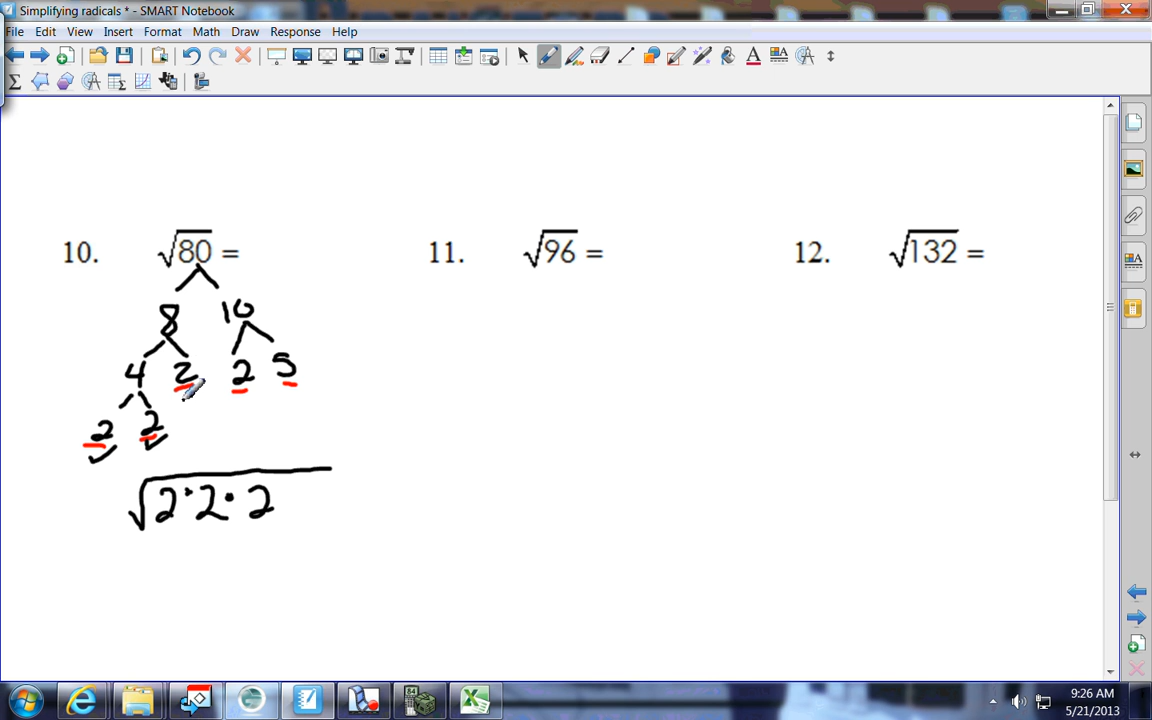 Simplifying radicals * - SMART Notebook
File Edit View Insert Format Math Draw Response Help
10. √80 = 11. √96 = 12. √132 =
8 10
4 2 2 5
2 2
√2·2·2
9:26 AM
5/21/2013